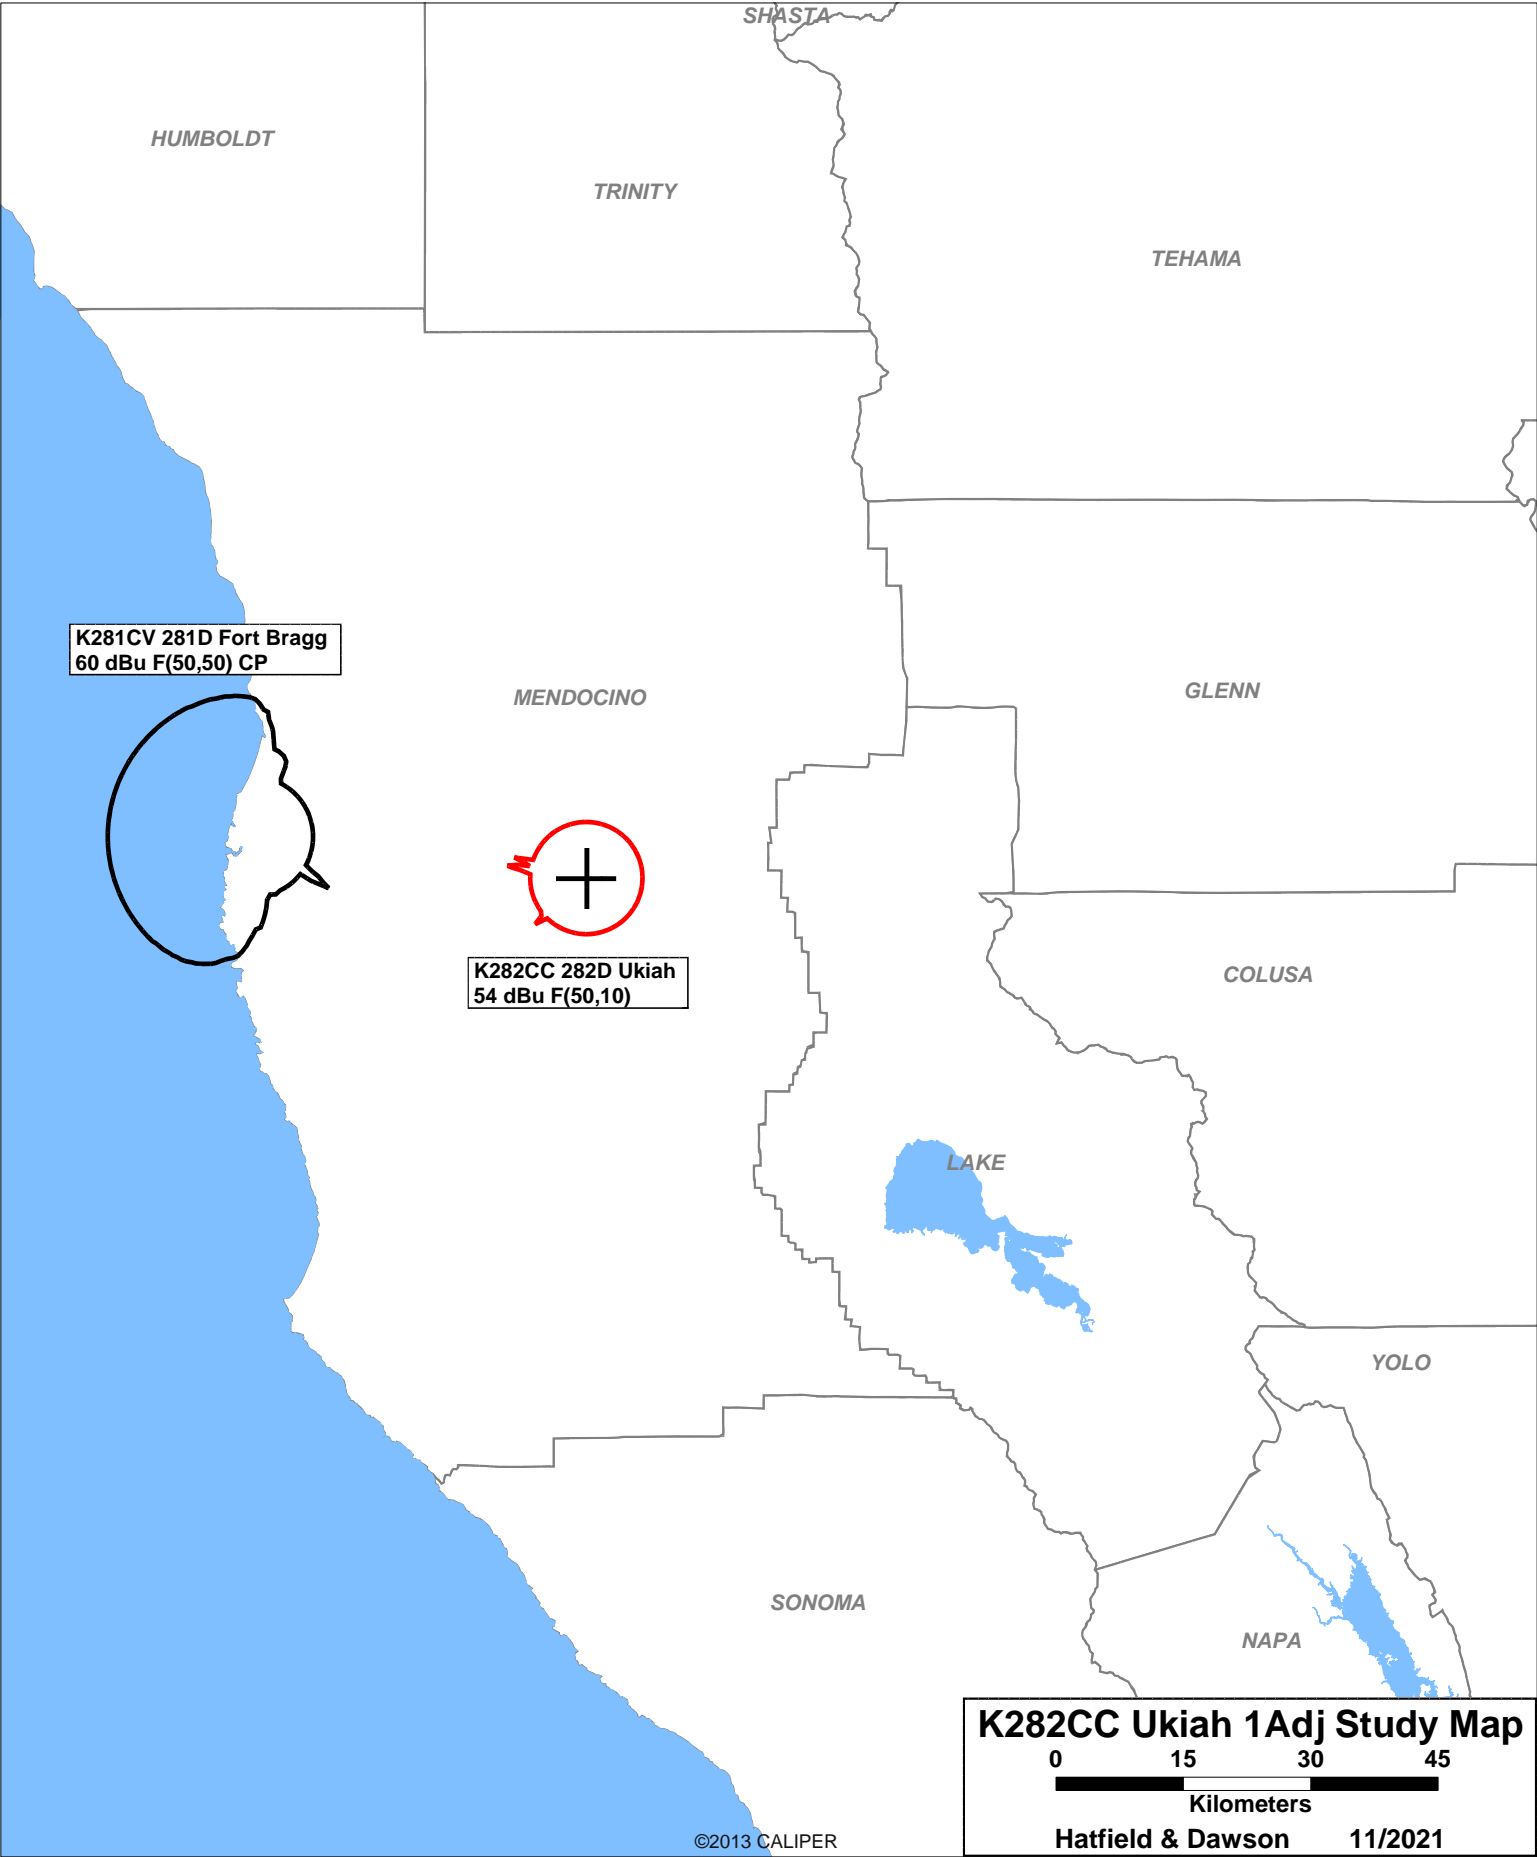 SHASTA
HUMBOLDT
TRINITY
TEHAMA
K281CV 281D Fort Bragg
60 dBu F(50,50) CP
MENDOCINO
GLENN
K282CC 282D Ukiah
54 dBu F(50,10)
COLUSA
LAKE
YOLO
SONOMA
NAPA
K282CC Ukiah 1Adj Study Map
0 15 30 45
Kilometers
Hatfield & Dawson 11/2021
©2013 CALIPER